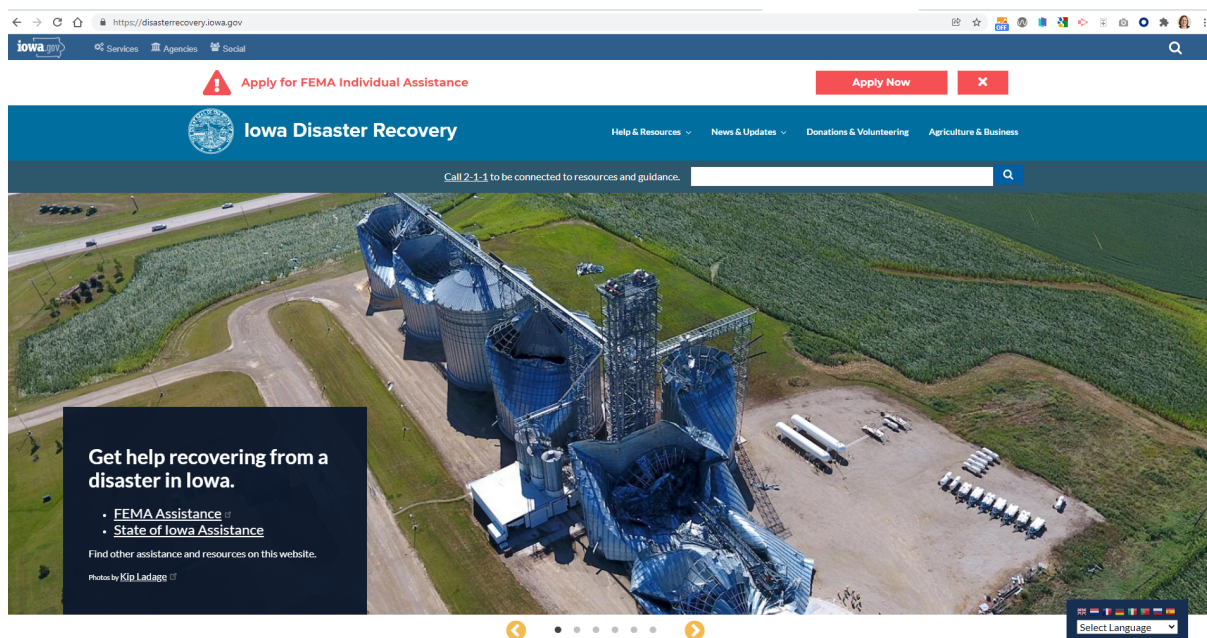 https://disasterrecovery.iowa.gov
OFF
iowa.gov
Services
Agencies
Social
Apply for FEMA Individual Assistance
Apply Now
Iowa Disaster Recovery
Help & Resources
News & Updates
Donations & Volunteering
Agriculture & Business
Call 2-1-1 to be connected to resources and guidance.
Get help recovering from a
disaster in Iowa.
FEMA Assistance
State of Iowa Assistance
Find other assistance and resources on this website.
Photos by Kip Ladage
Select Language